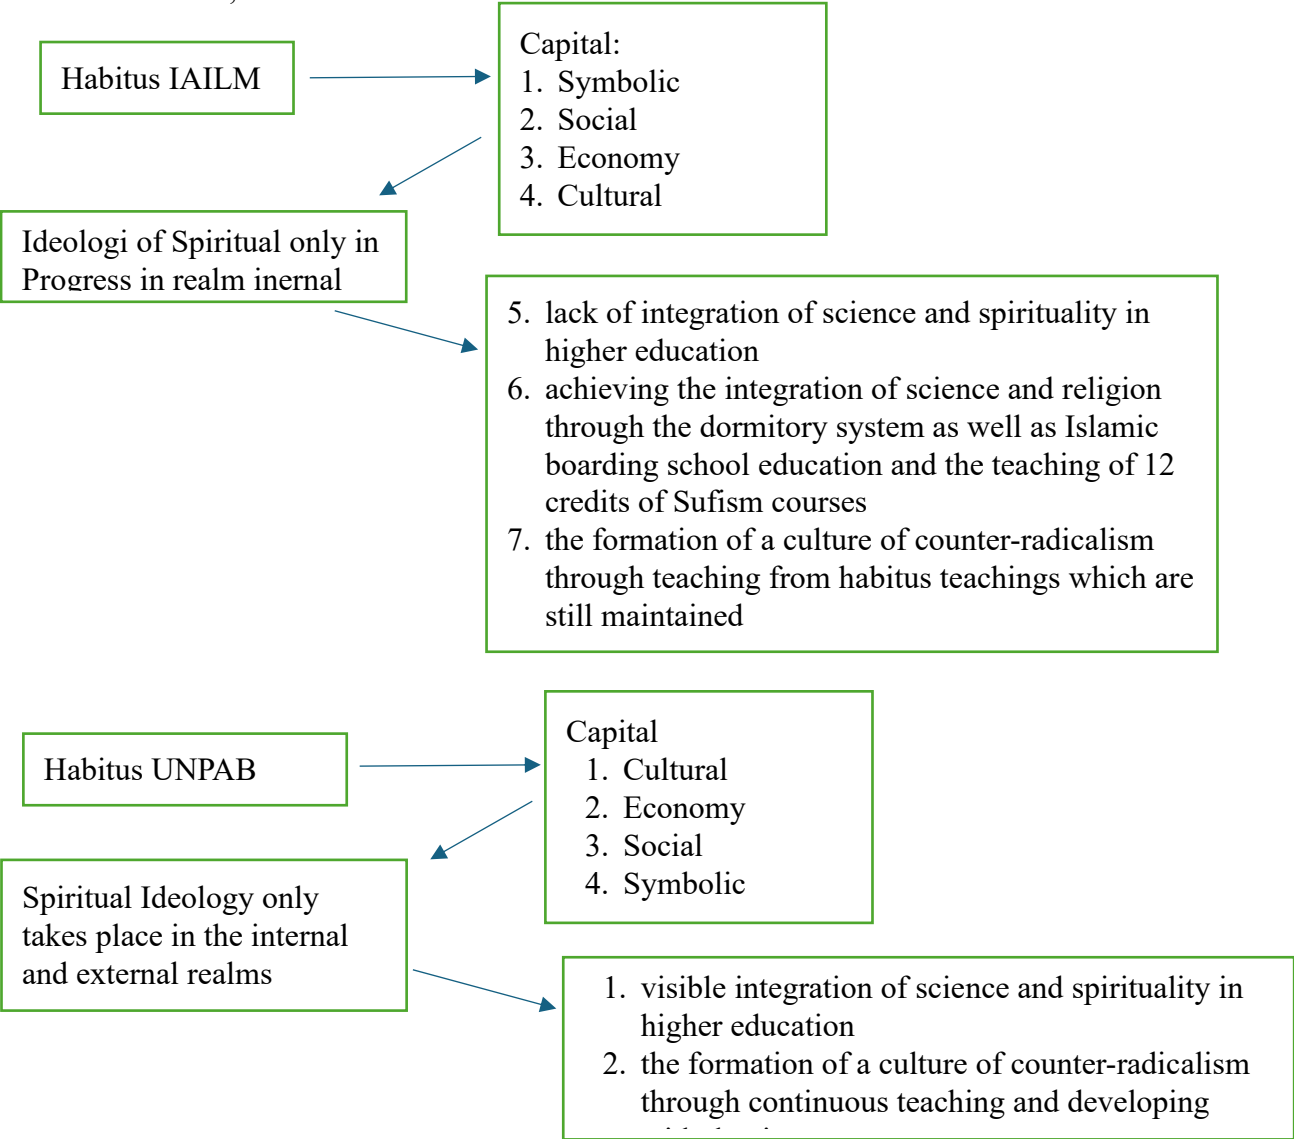 Habitus IAILM
Capital:
1. Symbolic
2. Social
3. Economy
4. Cultural
Ideologi of Spiritual only in
Progress in realm inernal
5. lack of integration of science and spirituality in
higher education
6. achieving the integration of science and religion
through the dormitory system as well as Islamic
boarding school education and the teaching of 12
credits of Sufism courses
7. the formation of a culture of counter-radicalism
through teaching from habitus teachings which are
still maintained
Habitus UNPAB
Capital
1. Cultural
2. Economy
3. Social
4. Symbolic
Spiritual Ideology only
takes place in the internal
and external realms
1. visible integration of science and spirituality in
higher education
2. the formation of a culture of counter-radicalism
through continuous teaching and developing